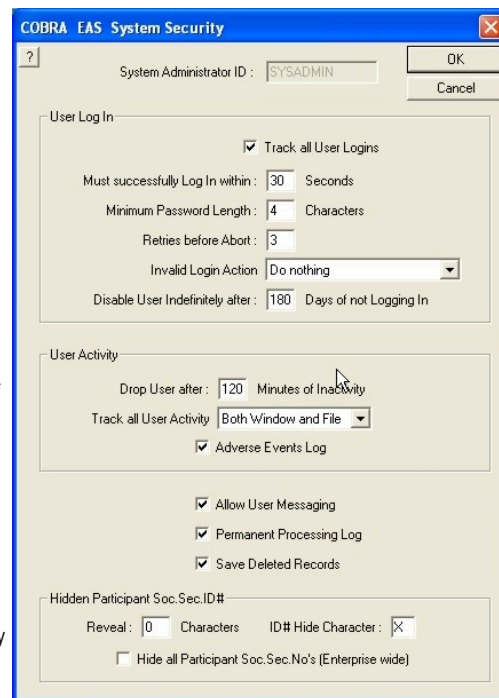 COBRA EAS System Security
?
System Administrator ID : SYSADMIN
OK
Cancel
User Log In
Track all User Logins
Must successfully Log In within : 30 Seconds
Minimum Password Length : 4 Characters
Retries before Abort : 3
Invalid Login Action Do nothing
Disable User Indefinitely after : 180 Days of not Logging In
User Activity
Drop User after : 120 Minutes of Inactivity
Track all User Activity Both Window and File
Adverse Events Log
Allow User Messaging
Permanent Processing Log
Save Deleted Records
Hidden Participant Soc.Sec.ID#
Reveal : 0 Characters ID# Hide Character : X
Hide all Participant Soc.Sec.No's (Enterprise wide)